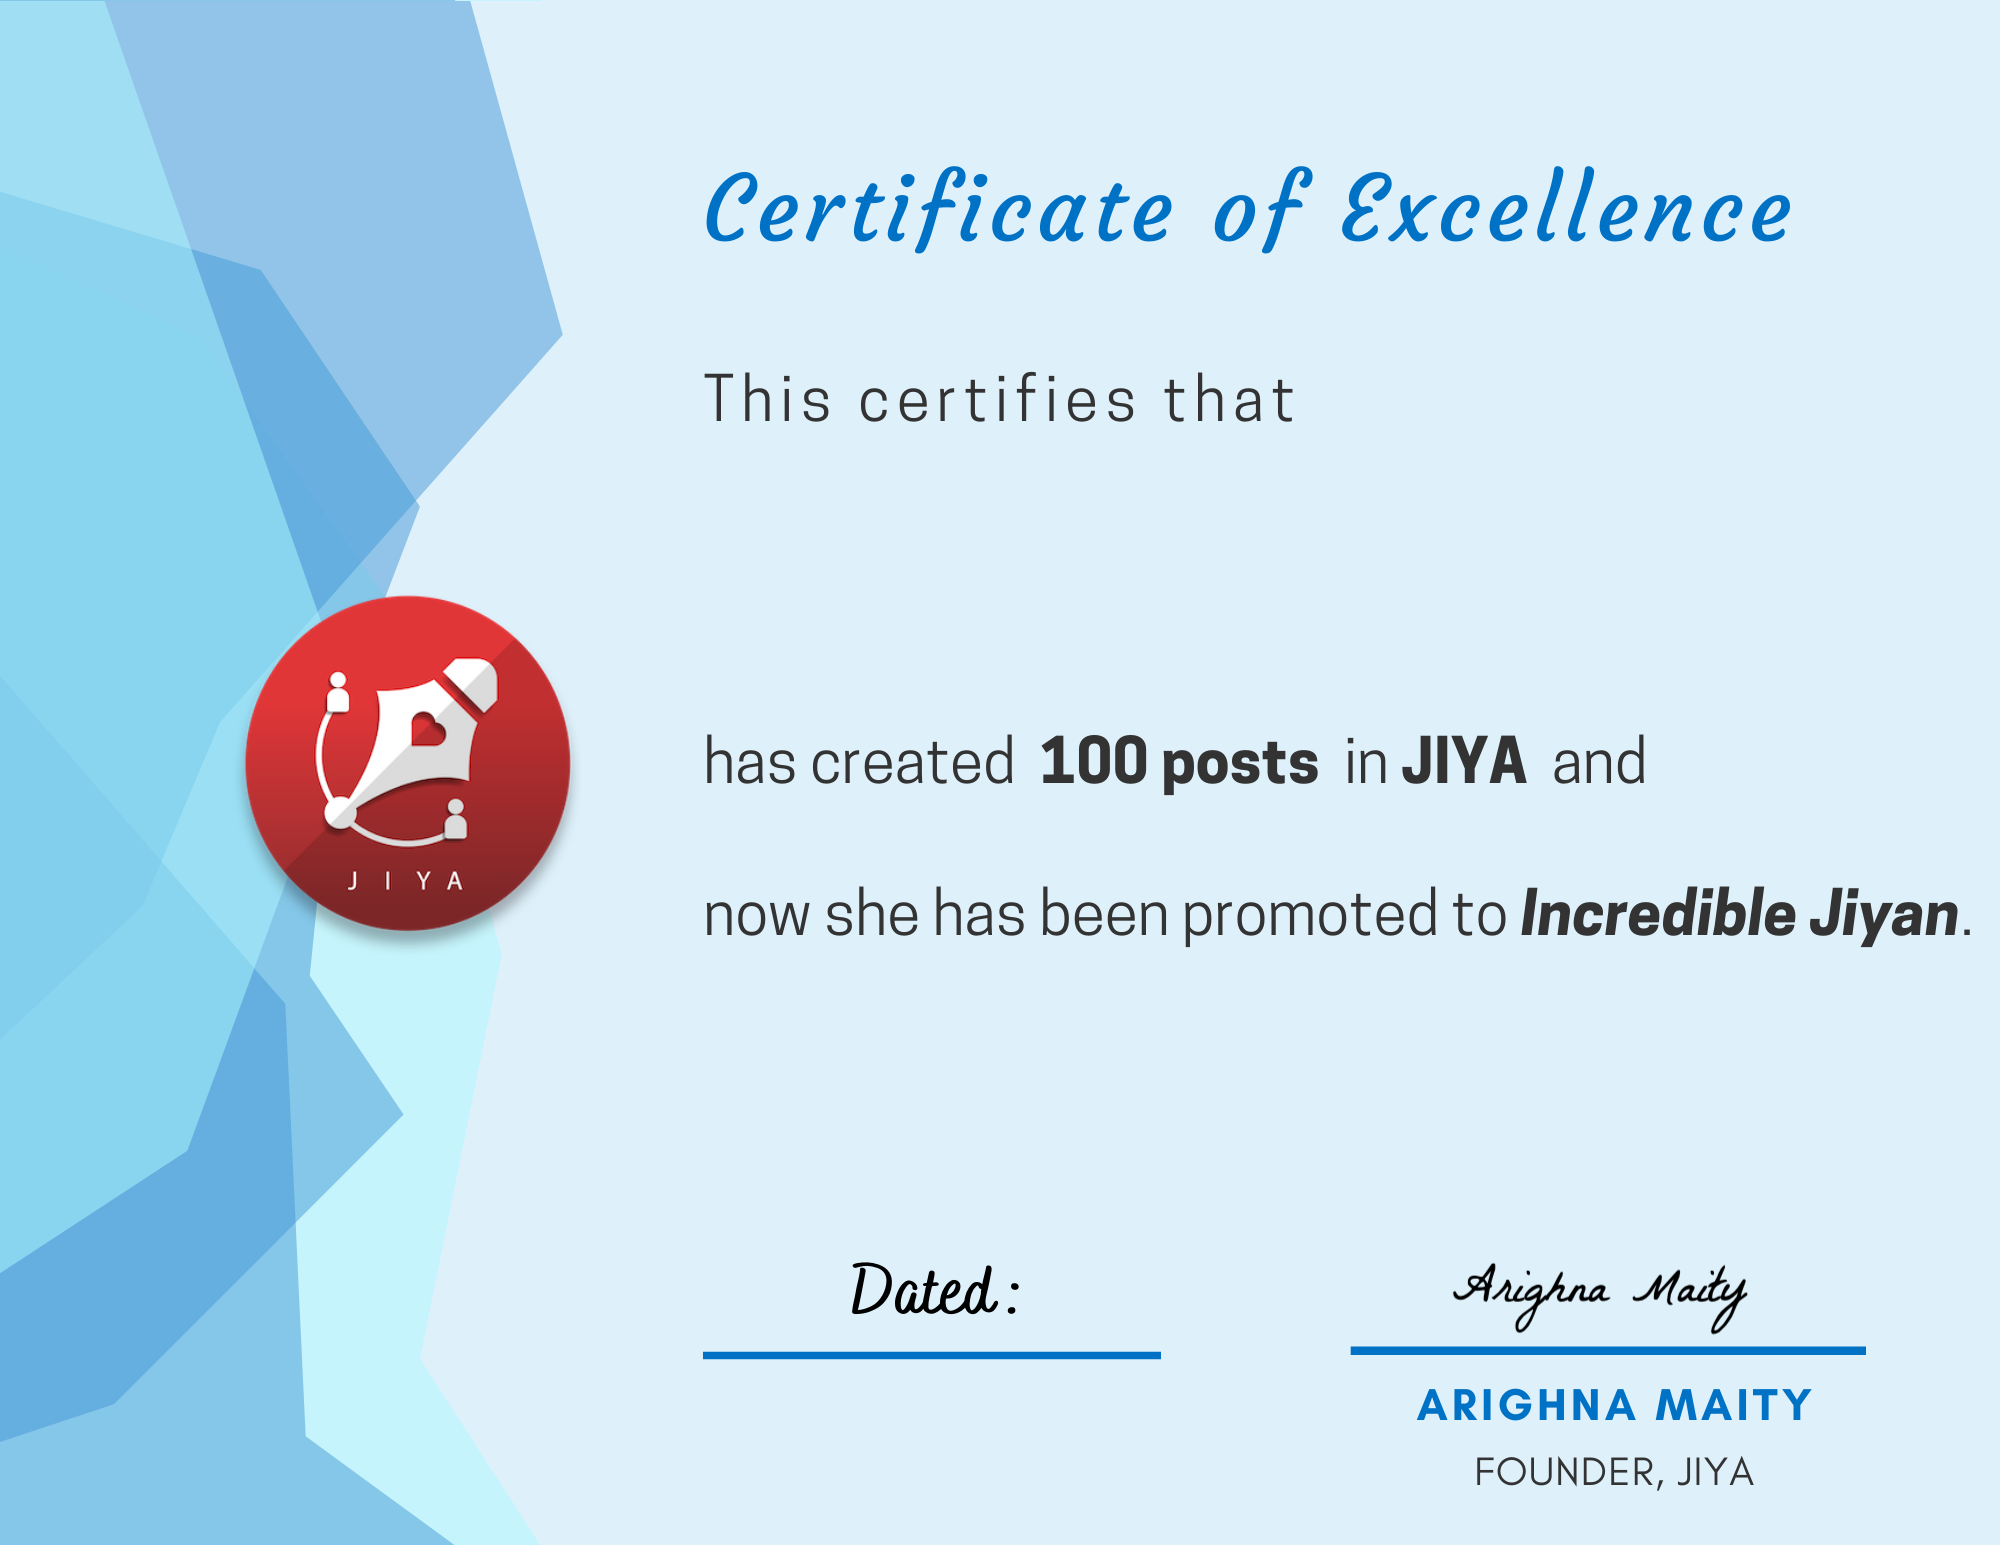 Certificate of Excellence
This certifies that
J I Y A
has created 100 posts in JIYA and
now she has been promoted to Incredible Jiyan.
Dated:
Arighna Maity
ARIGHNA MAITY
FOUNDER, JIYA